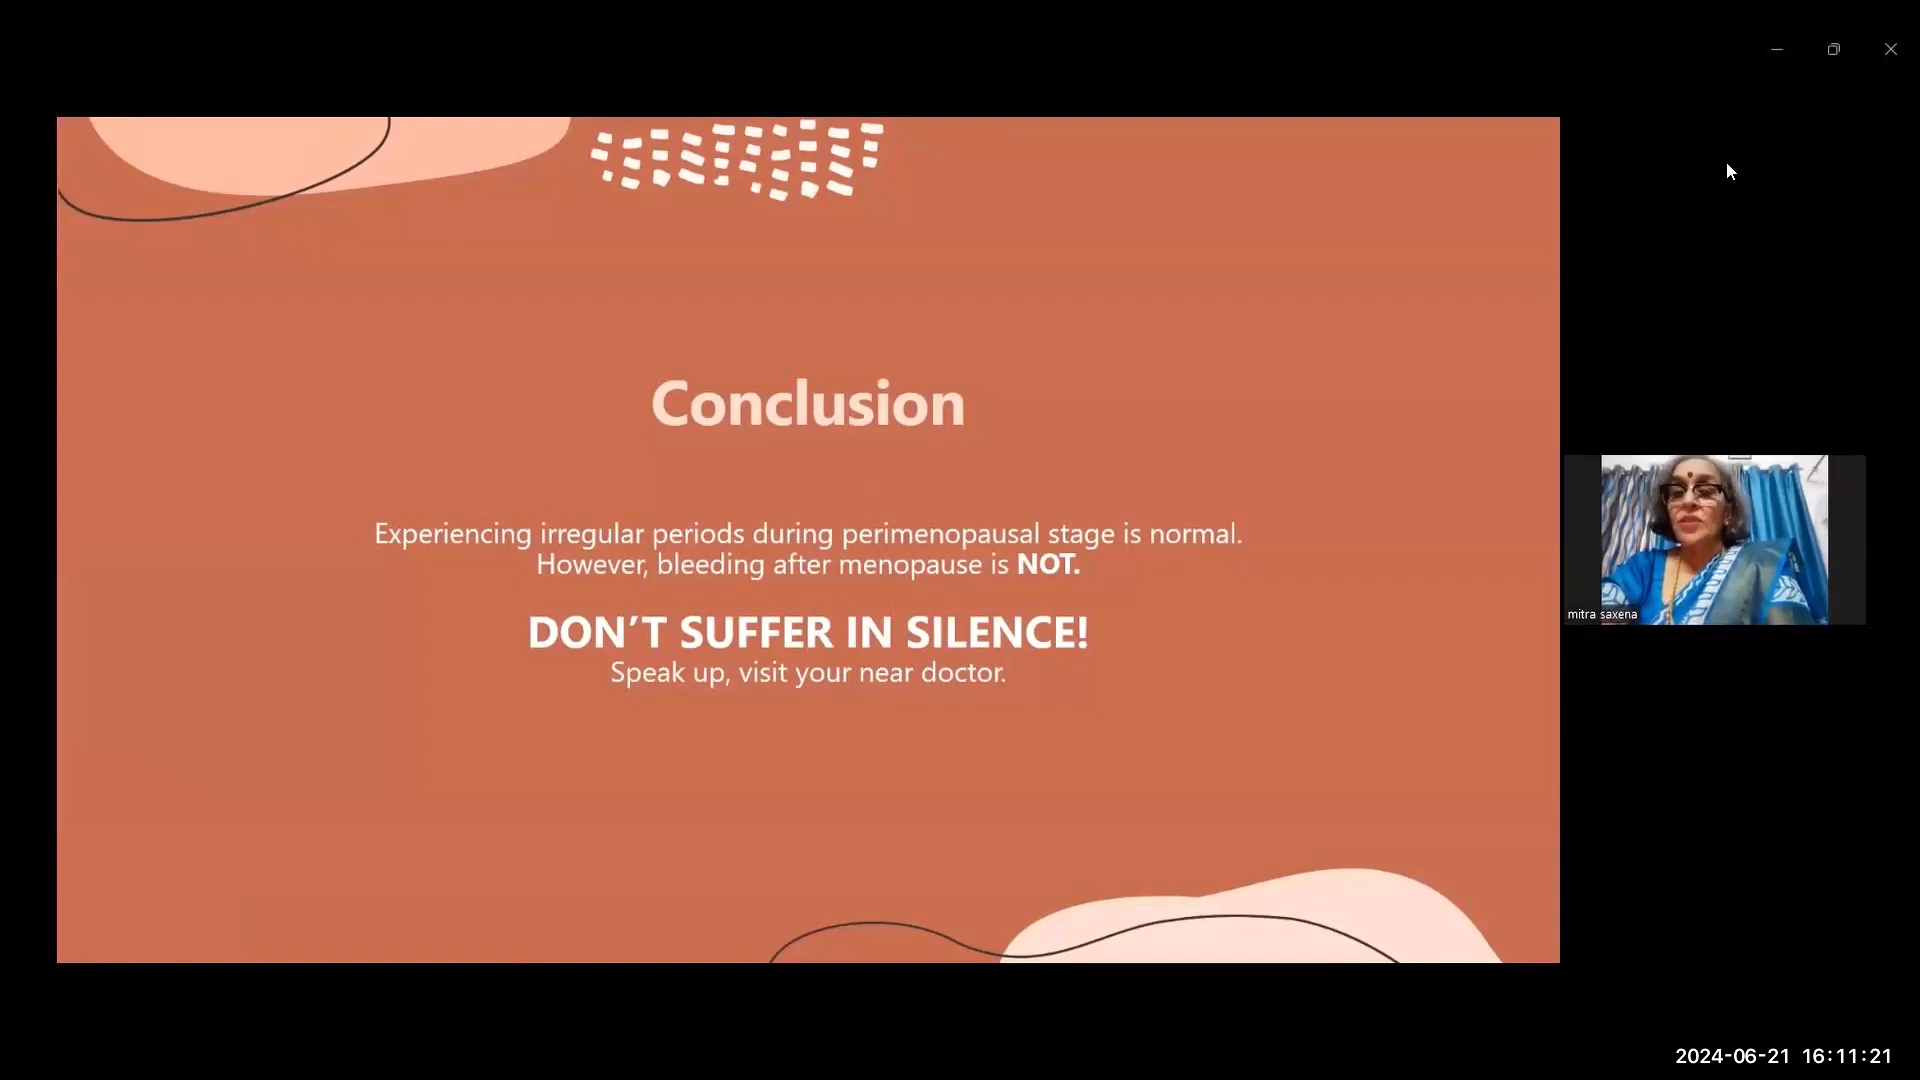 Conclusion
Experiencing irregular periods during perimenopausal stage is normal.
However, bleeding after menopause is NOT.
DON’T SUFFER IN SILENCE!
Speak up, visit your near doctor.
mitra saxena
2024-06-21 16:11:21